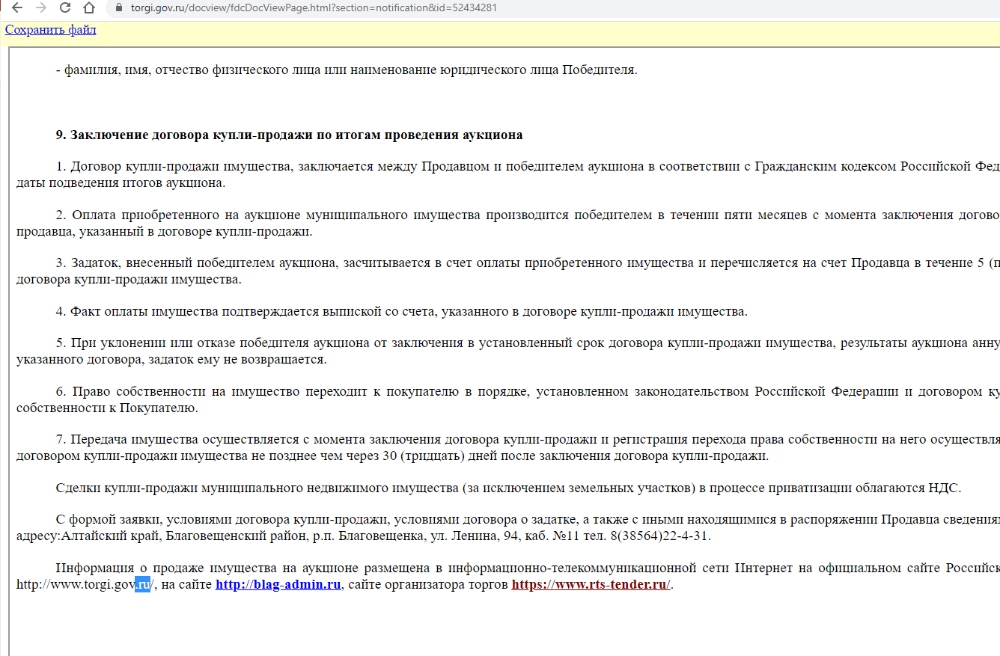 torgi.gov.ru/docview/fdcDocViewPage.html?section=notification&id=52434281
Сохранить файл
- фамилия, имя, отчество физического лица или наименование юридического лица Победителя.
9. Заключение договора купли-продажи по итогам проведения аукциона
1. Договор купли-продажи имущества, заключается между Продавцом и победителем аукциона в соответствии с Гражданским кодексом Российской Фед
даты подведения итогов аукциона.
2. Оплата приобретенного на аукционе муниципального имущества производится победителем в течении пяти месяцев с момента заключения догово
продавца, указанный в договоре купли-продажи.
3. Задаток, внесенный победителем аукциона, засчитывается в счет оплаты приобретенного имущества и перечисляется на счет Продавца в течение 5 (п
договора купли-продажи имущества.
4. Факт оплаты имущества подтверждается выпиской со счета, указанного в договоре купли-продажи имущества.
5. При уклонении или отказе победителя аукциона от заключения в установленный срок договора купли-продажи имущества, результаты аукциона анну
указанного договора, задаток ему не возвращается.
6. Право собственности на имущество переходит к покупателю в порядке, установленном законодательством Российской Федерации и договором ку
собственности к Покупателю.
7. Передача имущества осуществляется с момента заключения договора купли-продажи и регистрация перехода права собственности на него осуществля
договором купли-продажи имущества не позднее чем через 30 (тридцать) дней после заключения договора купли-продажи.
Сделки купли-продажи муниципального недвижимого имущества (за исключением земельных участков) в процессе приватизации облагаются НДС.
С формой заявки, условиями договора купли-продажи, условиями договора о задатке, а также с иными находящимися в распоряжении Продавца сведениям
адресу:Алтайский край, Благовещенский район, р.п. Благовещенка, ул. Ленина, 94, каб. №11 тел. 8(38564)22-4-31.
Информация о продаже имущества на аукционе размещена в информационно-телекоммуникационной сети Интернет на официальном сайте Российск
http://www.torgi.gov.ru/, на сайте http://blag-admin.ru, сайте организатора торгов https://www.rts-tender.ru/.